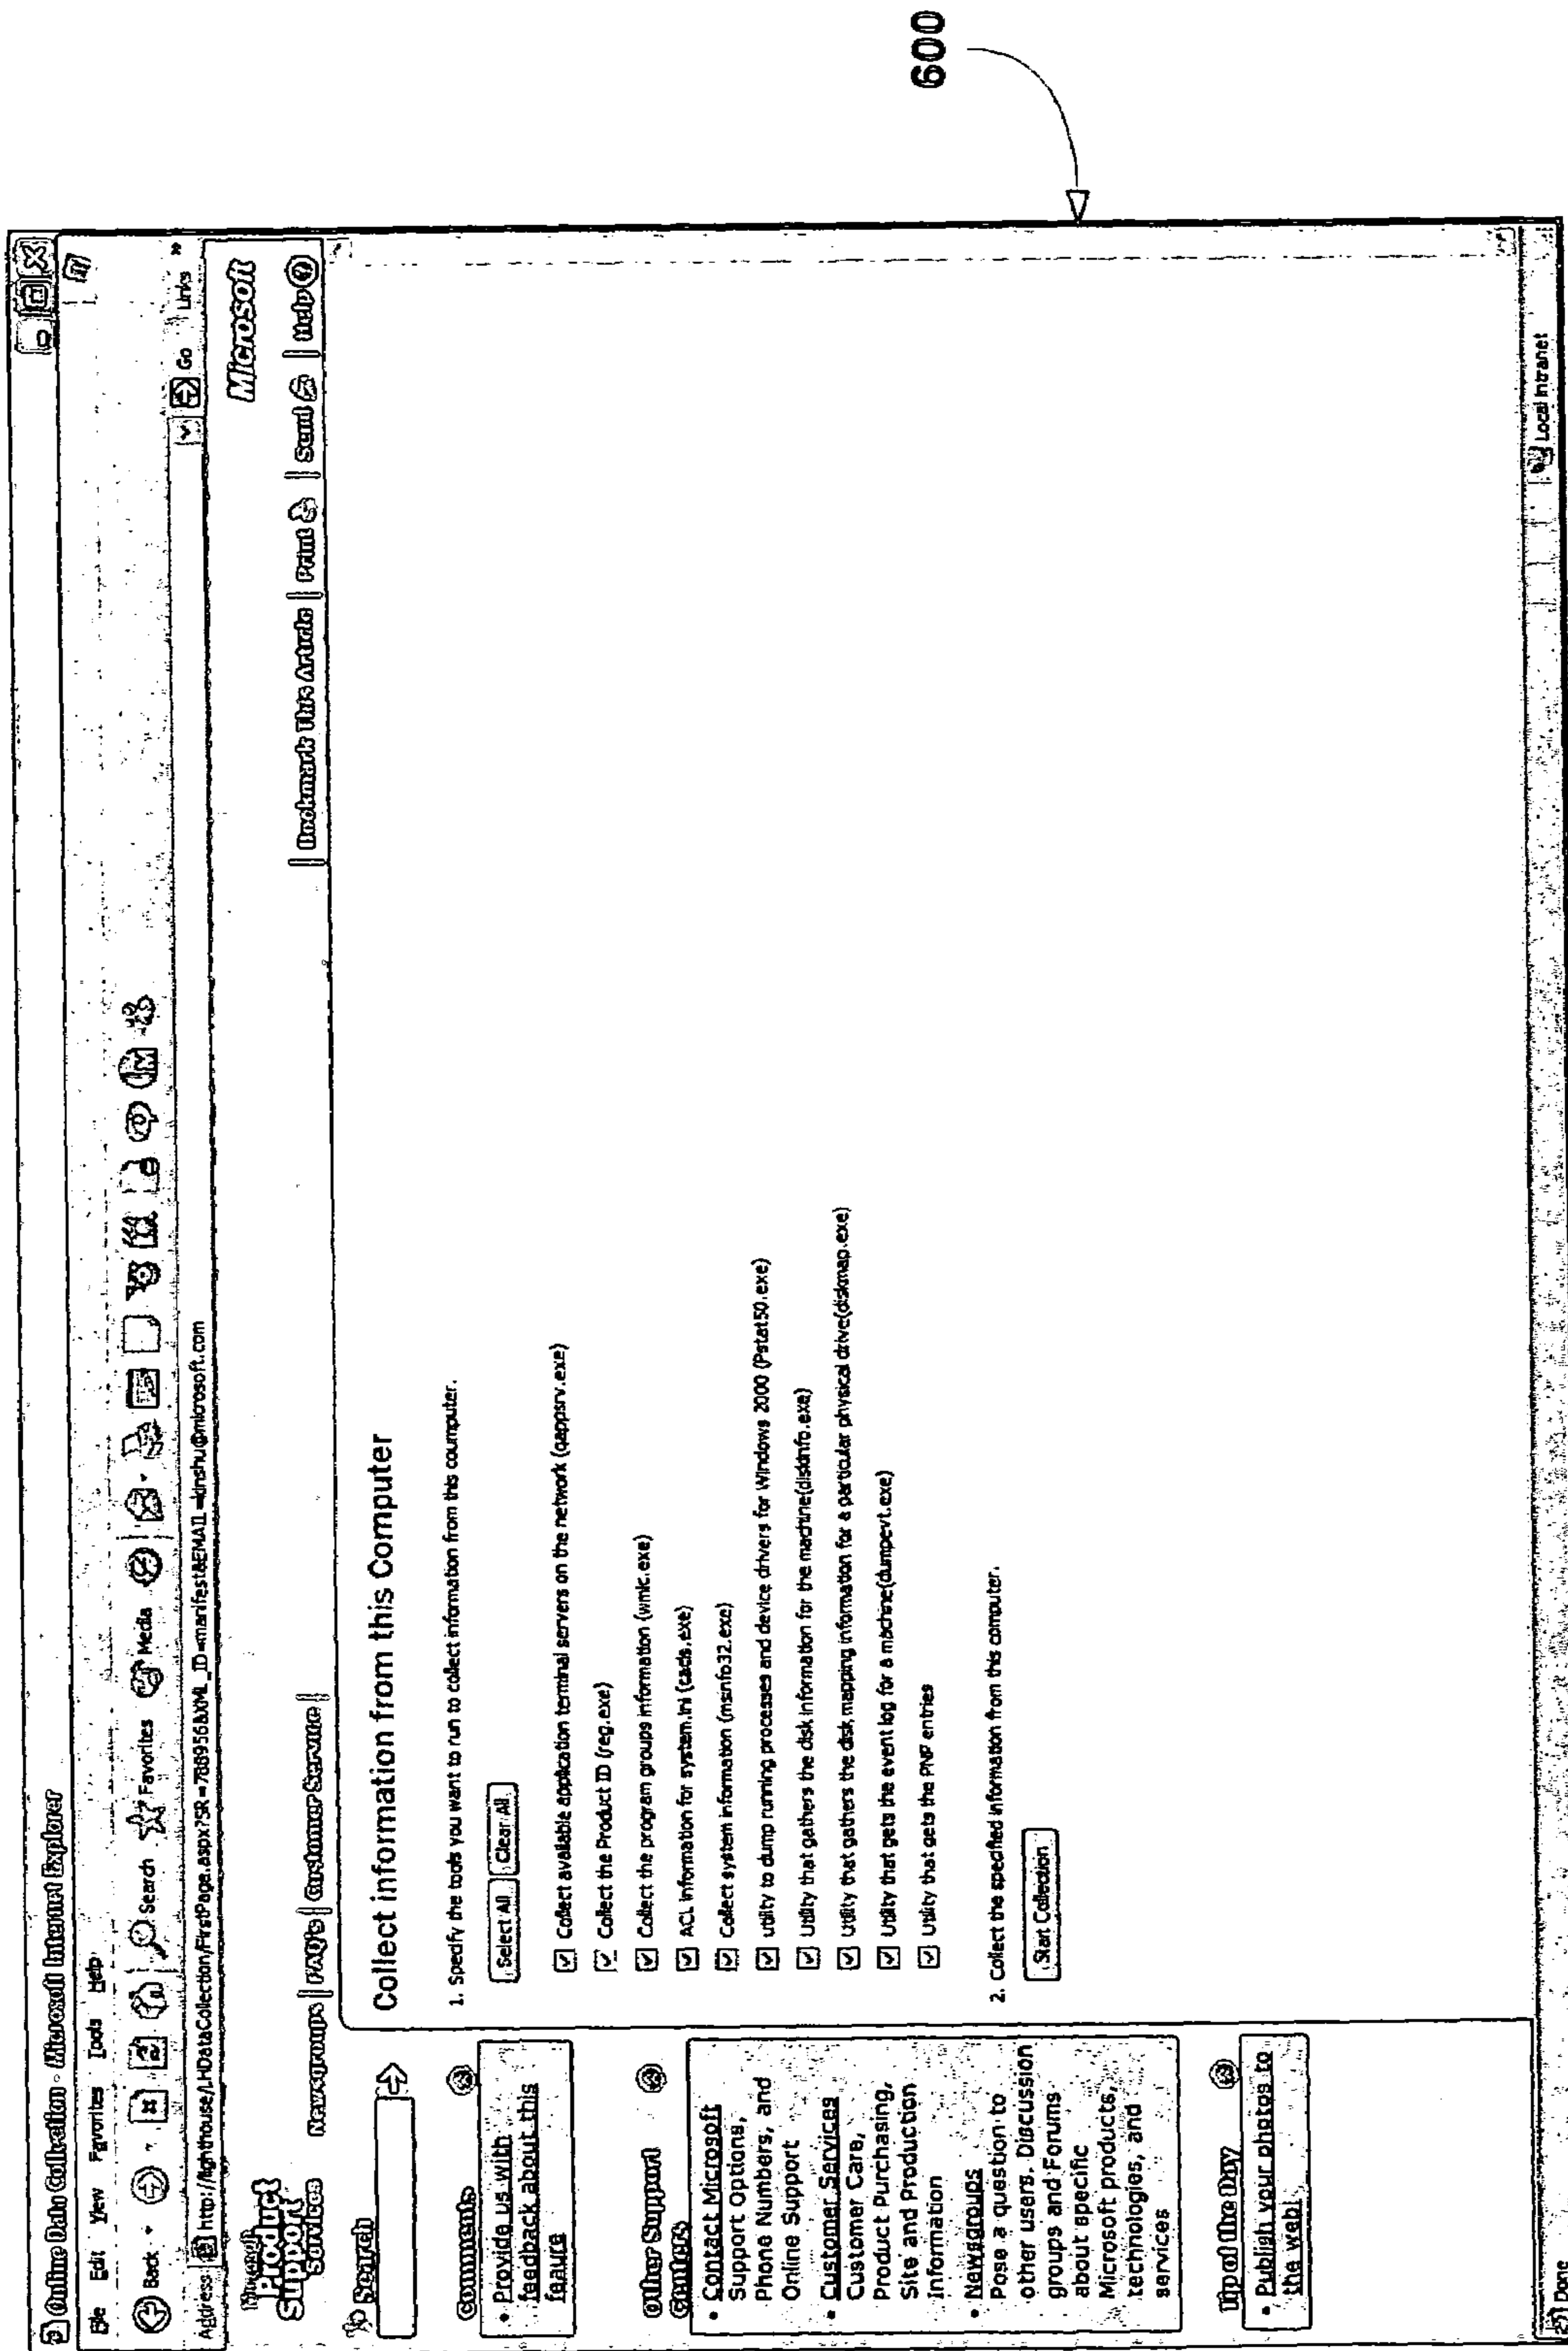 600
Online Data Collection - Microsoft Internet Explorer
File Edit View Favorites Tools Help
Back Search Favorites Media
Address http://lighthouse/LHDataCollection/FirstPage.aspx?SR=788956&XML_ID=manifest&EMAIL=kinshu@microsoft.com Go Links »
Microsoft
Product
Support
Services
Microsoft
Newsgroups | FAQ's | Customer Service |
| Bookmark This Article | Print | Send | Help
Search
Comments
• Provide us with
feedback about this
feaure
Other Support
Centers
• Contact Microsoft
Support Options,
Phone Numbers, and
Online Support
• Customer Services
Customer Care,
Product Purchasing,
Site and Production
Information
• Newsgroups
Pose a question to
other users. Discussion
groups and Forums
about specific
Microsoft products,
technologies, and
services
Tip of the Day
• Publish your photos to
the web!
Collect information from this Computer
1. Specify the tools you want to run to collect information from this coumputer.
Select All Clear All
Collect available application terminal servers on the network (qappsrv.exe)
Collect the Product ID (reg.exe)
Collect the program groups information (wmic.exe)
ACL information for system.ini (cacls.exe)
Collect system information (msinfo32.exe)
utility to dump running processes and device drivers for Windows 2000 (Pstat50.exe)
Utility that gathers the disk information for the machine(diskinfo.exe)
Utility that gathers the disk mapping information for a particular physical drive(diskmap.exe)
Utility that gets the event log for a machine(dumpevt.exe)
Utility that gets the PNP entries
2. Collect the specified information from this computer.
Start Collection
Done Local intranet